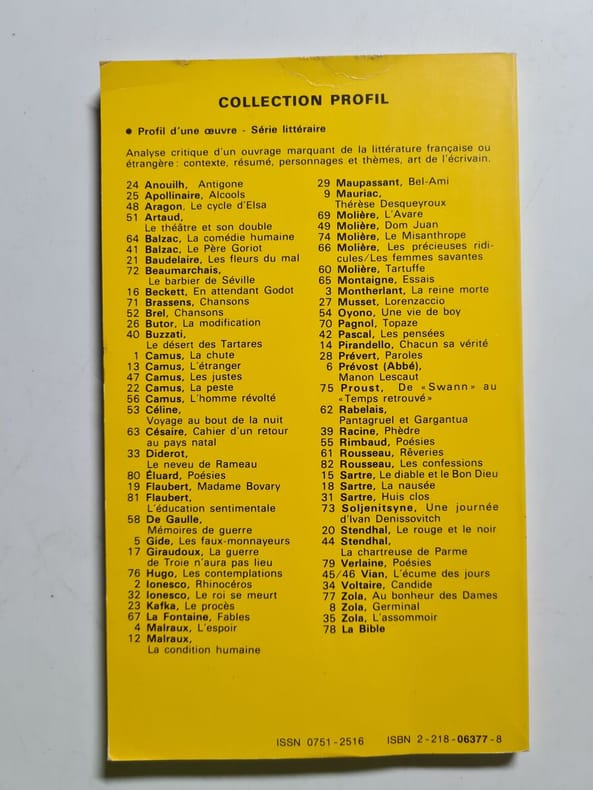 COLLECTION PROFIL
● Profil d'une œuvre - Série littéraire
Analyse critique d'un ouvrage marquant de la littérature française ou
étrangère : contexte, résumé, personnages et thèmes, art de l'écrivain.
24 Anouilh, Antigone
25 Apollinaire, Alcools
48 Aragon, Le cycle d'Elsa
51 Artaud,
Le théâtre et son double
64 Balzac, La comédie humaine
41 Balzac, Le Père Goriot
21 Baudelaire, Les fleurs du mal
72 Beaumarchais,
Le barbier de Séville
16 Beckett, En attendant Godot
71 Brassens, Chansons
52 Brel, Chansons
26 Butor, La modification
40 Buzzati,
Le désert des Tartares
1 Camus, La chute
13 Camus, L'étranger
47 Camus, Les justes
22 Camus, La peste
56 Camus, L'homme révolté
53 Céline,
Voyage au bout de la nuit
63 Césaire, Cahier d'un retour
au pays natal
33 Diderot,
Le neveu de Rameau
80 Éluard, Poésies
19 Flaubert, Madame Bovary
81 Flaubert,
L'éducation sentimentale
58 De Gaulle,
Mémoires de guerre
5 Gide, Les faux-monnayeurs
17 Giraudoux, La guerre
de Troie n'aura pas lieu
76 Hugo, Les contemplations
2 Ionesco, Rhinocéros
32 Ionesco, Le roi se meurt
23 Kafka, Le procès
67 La Fontaine, Fables
4 Malraux, L'espoir
12 Malraux,
La condition humaine
29 Maupassant, Bel-Ami
9 Mauriac,
Thérèse Desqueyroux
69 Molière, L'Avare
49 Molière, Dom Juan
74 Molière, Le Misanthrope
66 Molière, Les précieuses ridi-
cules/Les femmes savantes
60 Molière, Tartuffe
65 Montaigne, Essais
3 Montherlant, La reine morte
27 Musset, Lorenzaccio
54 Oyono, Une vie de boy
70 Pagnol, Topaze
42 Pascal, Les pensées
14 Pirandello, Chacun sa vérité
28 Prévert, Paroles
6 Prévost (Abbé),
Manon Lescaut
75 Proust, De «Swann» au
«Temps retrouvé»
62 Rabelais,
Pantagruel et Gargantua
39 Racine, Phèdre
55 Rimbaud, Poésies
61 Rousseau, Rêveries
82 Rousseau, Les confessions
15 Sartre, Le diable et le Bon Dieu
18 Sartre, La nausée
31 Sartre, Huis clos
73 Soljenitsyne, Une journée
d'Ivan Denissovitch
20 Stendhal, Le rouge et le noir
44 Stendhal,
La chartreuse de Parme
79 Verlaine, Poésies
45/46 Vian, L'écume des jours
34 Voltaire, Candide
77 Zola, Au bonheur des Dames
8 Zola, Germinal
35 Zola, L'assommoir
78 La Bible
ISSN 0751-2516 ISBN 2-218-06377-8